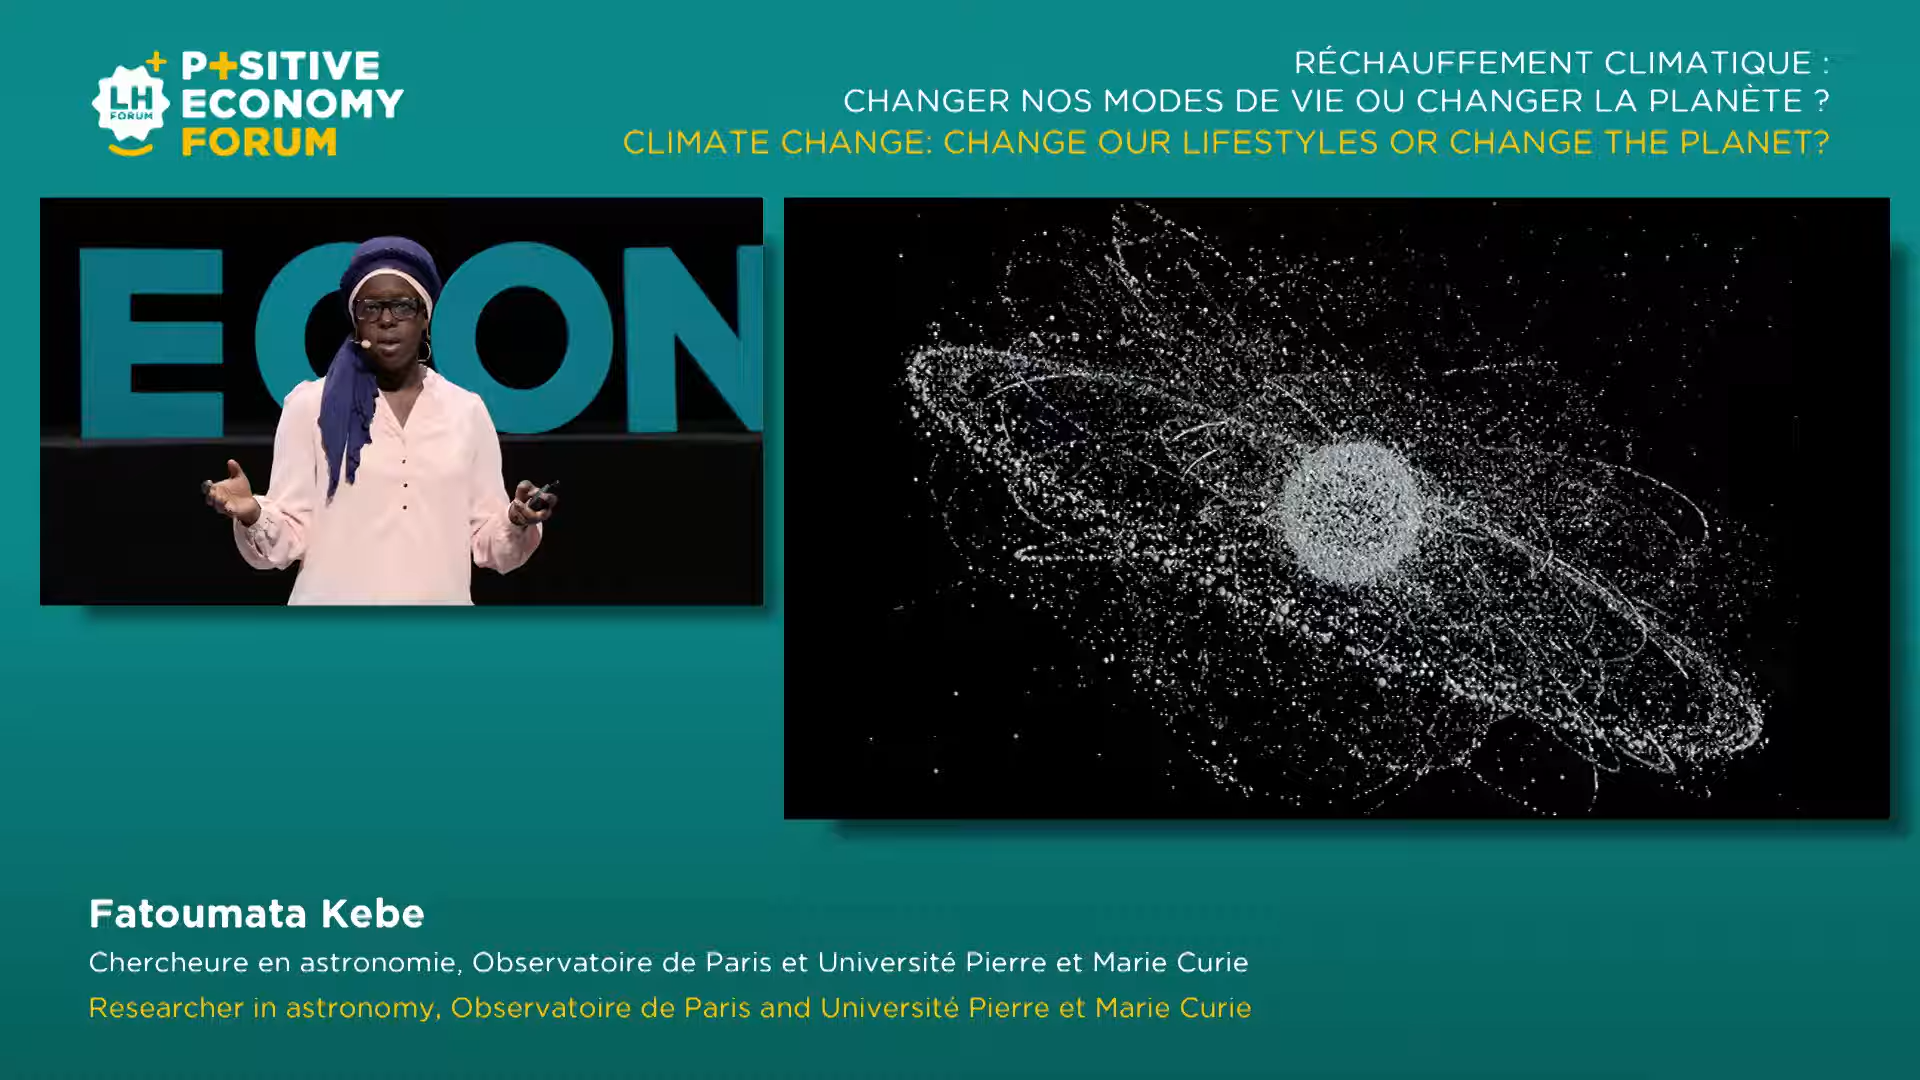 P+SITIVE
ECONOMY
FORUM
LH
FORUM
RÉCHAUFFEMENT CLIMATIQUE :
CHANGER NOS MODES DE VIE OU CHANGER LA PLANÈTE ?
CLIMATE CHANGE: CHANGE OUR LIFESTYLES OR CHANGE THE PLANET?
ECON
Fatoumata Kebe
Chercheure en astronomie, Observatoire de Paris et Université Pierre et Marie Curie
Researcher in astronomy, Observatoire de Paris and Université Pierre et Marie Curie